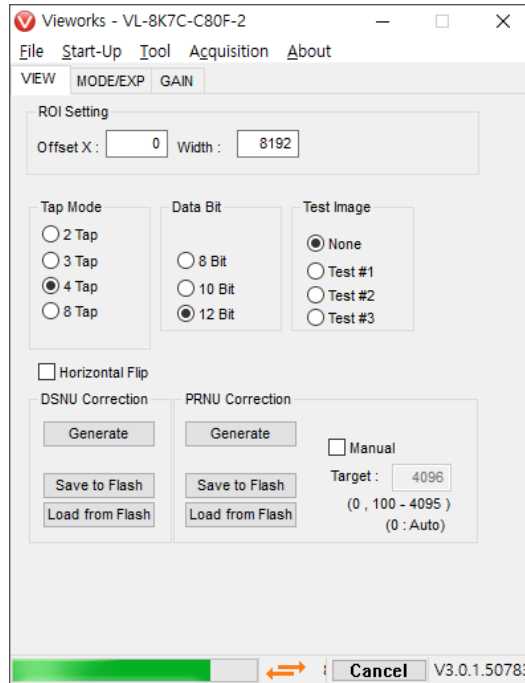 Vieworks - VL-8K7C-C80F-2
File Start-Up Tool Acquisition About
VIEW MODE/EXP GAIN
ROI Setting
Offset X : 0 Width : 8192
Tap Mode Data Bit Test Image
2 Tap
3 Tap
4 Tap
8 Tap
8 Bit
10 Bit
12 Bit
None
Test #1
Test #2
Test #3
Horizontal Flip
DSNU Correction PRNU Correction
Generate Generate
Manual
Save to Flash Save to Flash
Target : 4096
Load from Flash Load from Flash
(0 , 100 - 4095 )
(0 : Auto)
Cancel V3.0.1.50783